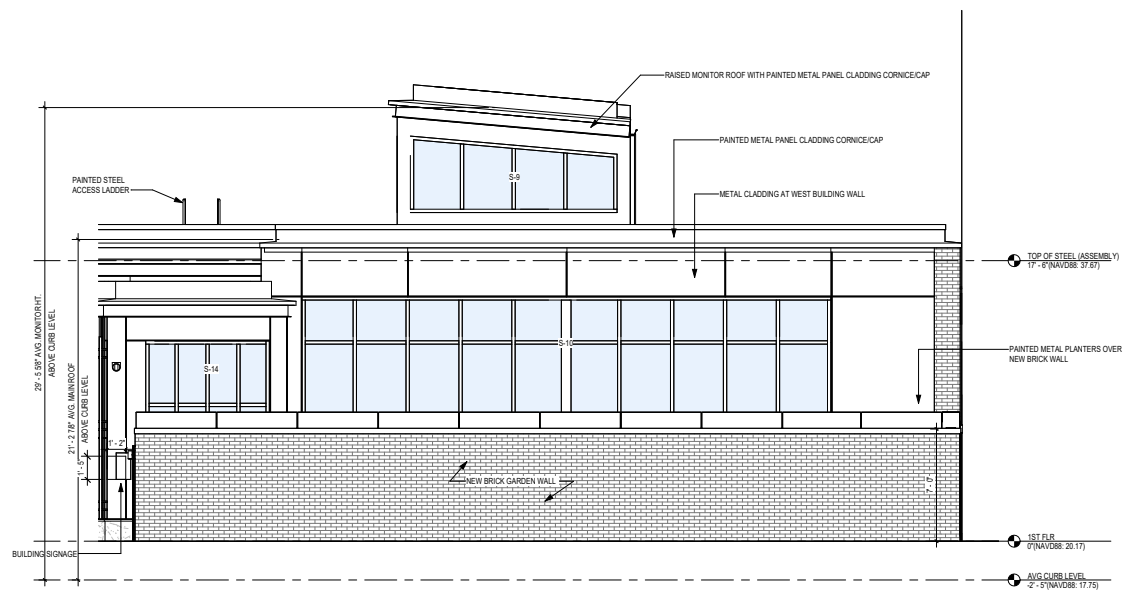 RAISED MONITOR ROOF WITH PAINTED METAL PANEL CLADDING CORNICE/CAP
PAINTED METAL PANEL CLADDING CORNICE/CAP
PAINTED STEEL
ACCESS LADDER
S-9
METAL CLADDING AT WEST BUILDING WALL
TOP OF STEEL (ASSEMBLY)
17' - 6"(NAVD88: 37.67)
29' - 5 5/8" AVG. MONITOR HT.
ABOVE CURB LEVEL
21' - 2 7/8" AVG. MAIN ROOF
ABOVE CURB LEVEL
S-10
S-14
PAINTED METAL PLANTERS OVER
NEW BRICK WALL
1' - 2"
1' - 5"
NEW BRICK GARDEN WALL
7' - 0"
BUILDING SIGNAGE
1ST FLR
0"(NAVD88: 20.17)
AVG CURB LEVEL
-2' - 5"(NAVD88: 17.75)